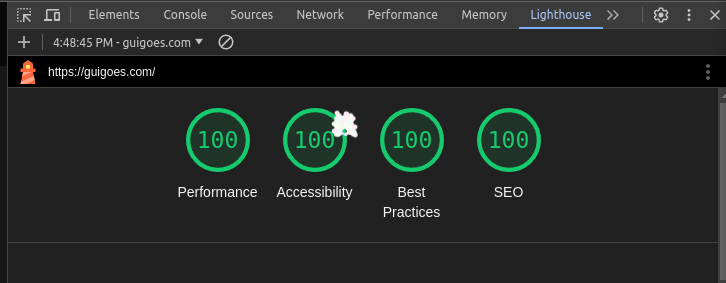 Elements Console Sources Network Performance Memory Lighthouse
4:48:45 PM - guigoes.com
https://guigoes.com/
100 100 100 100
Performance Accessibility Best Practices SEO